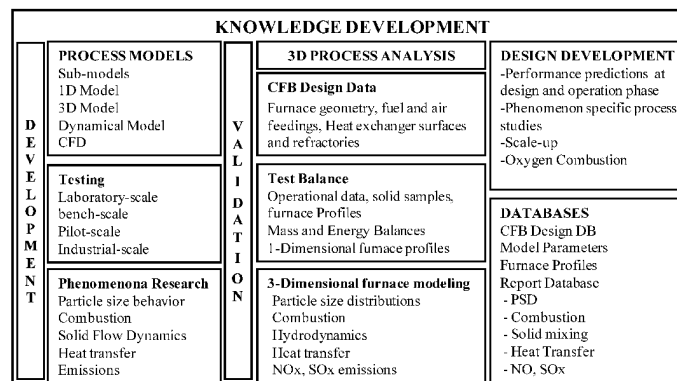 KNOWLEDGE DEVELOPMENT
DEVELOPMENT
PROCESS MODELS
Sub-models
1D Model
3D Model
Dynamical Model
CFD
Testing
Laboratory-scale
bench-scale
Pilot-scale
Industrial-scale
Phenomenona Research
Particle size behavior
Combustion
Solid Flow Dynamics
Heat transfer
Emissions
VALIDATION
3D PROCESS ANALYSIS
CFB Design Data
Furnace geometry, fuel and air
feedings, Heat exchanger surfaces
and refractories
Test Balance
Operational data, solid samples,
furnace Profiles
Mass and Energy Balances
1-Dimensional furnace profiles
3-Dimensional furnace modeling
Particle size distributions
Combustion
Hydrodynamics
Heat transfer
NOx, SOx emissions
DESIGN DEVELOPMENT
-Performance predictions at
design and operation phase
-Phenomenon specific process
studies
-Scale-up
-Oxygen Combustion
DATABASES
CFB Design DB
Model Parameters
Furnace Profiles
Report Database
- PSD
- Combustion
- Solid mixing
- Heat Transfer
- NO, SOx